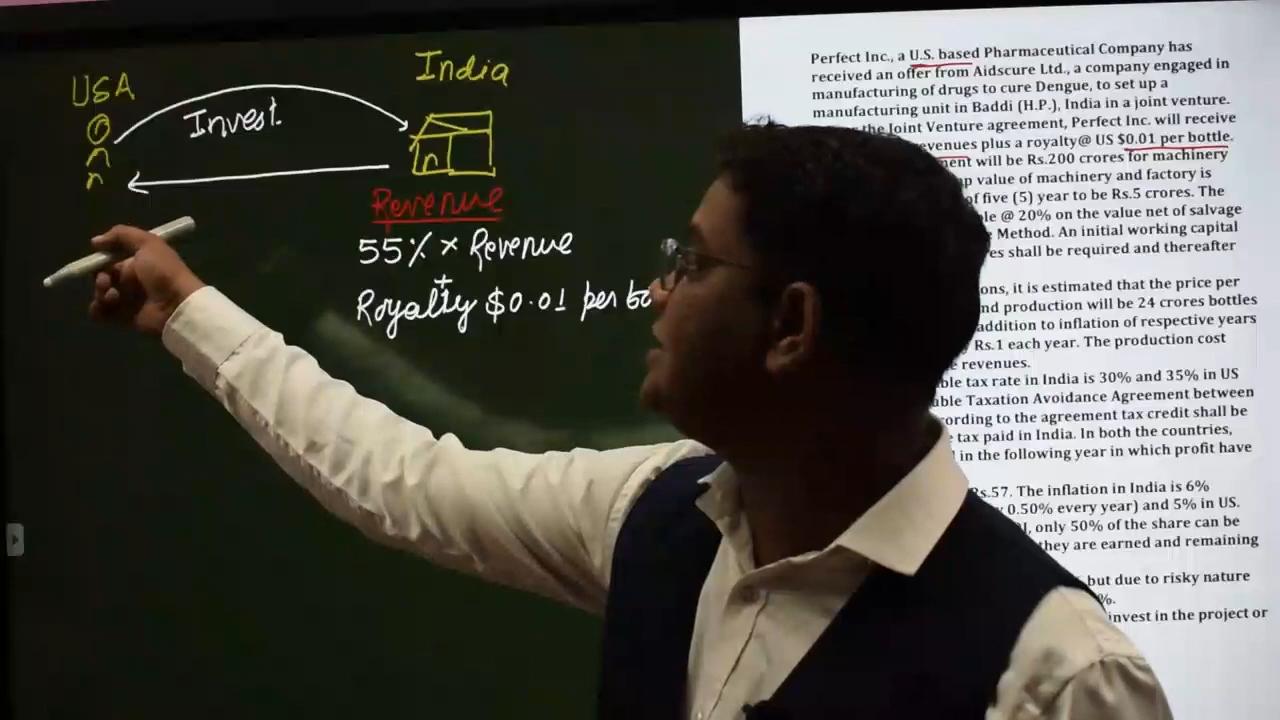 USA
India
Invest.
Revenue
55% × Revenue
+
Royalty $0.01 per
Perfect Inc., a U.S. based Pharmaceutical Company has
received an offer from Aidscure Ltd., a company engaged in
manufacturing of drugs to cure Dengue, to set up a
manufacturing unit in Baddi (H.P.), India in a joint venture.
the Joint Venture agreement, Perfect Inc. will receive
revenues plus a royalty@ US $0.01 per bottle.
will be Rs.200 crores for machinery
value of machinery and factory is
of five (5) year to be Rs.5 crores. The
@ 20% on the value net of salvage
Method. An initial working capital
shall be required and thereafter
it is estimated that the price per
production will be 24 crores bottles
addition to inflation of respective years
Rs.1 each year. The production cost
revenues.
tax rate in India is 30% and 35% in US
Taxation Avoidance Agreement between
to the agreement tax credit shall be
tax paid in India. In both the countries,
in the following year in which profit have
Rs.57. The inflation in India is 6%
0.50% every year) and 5% in US.
only 50% of the share can be
they are earned and remaining
but due to risky nature
invest in the project or